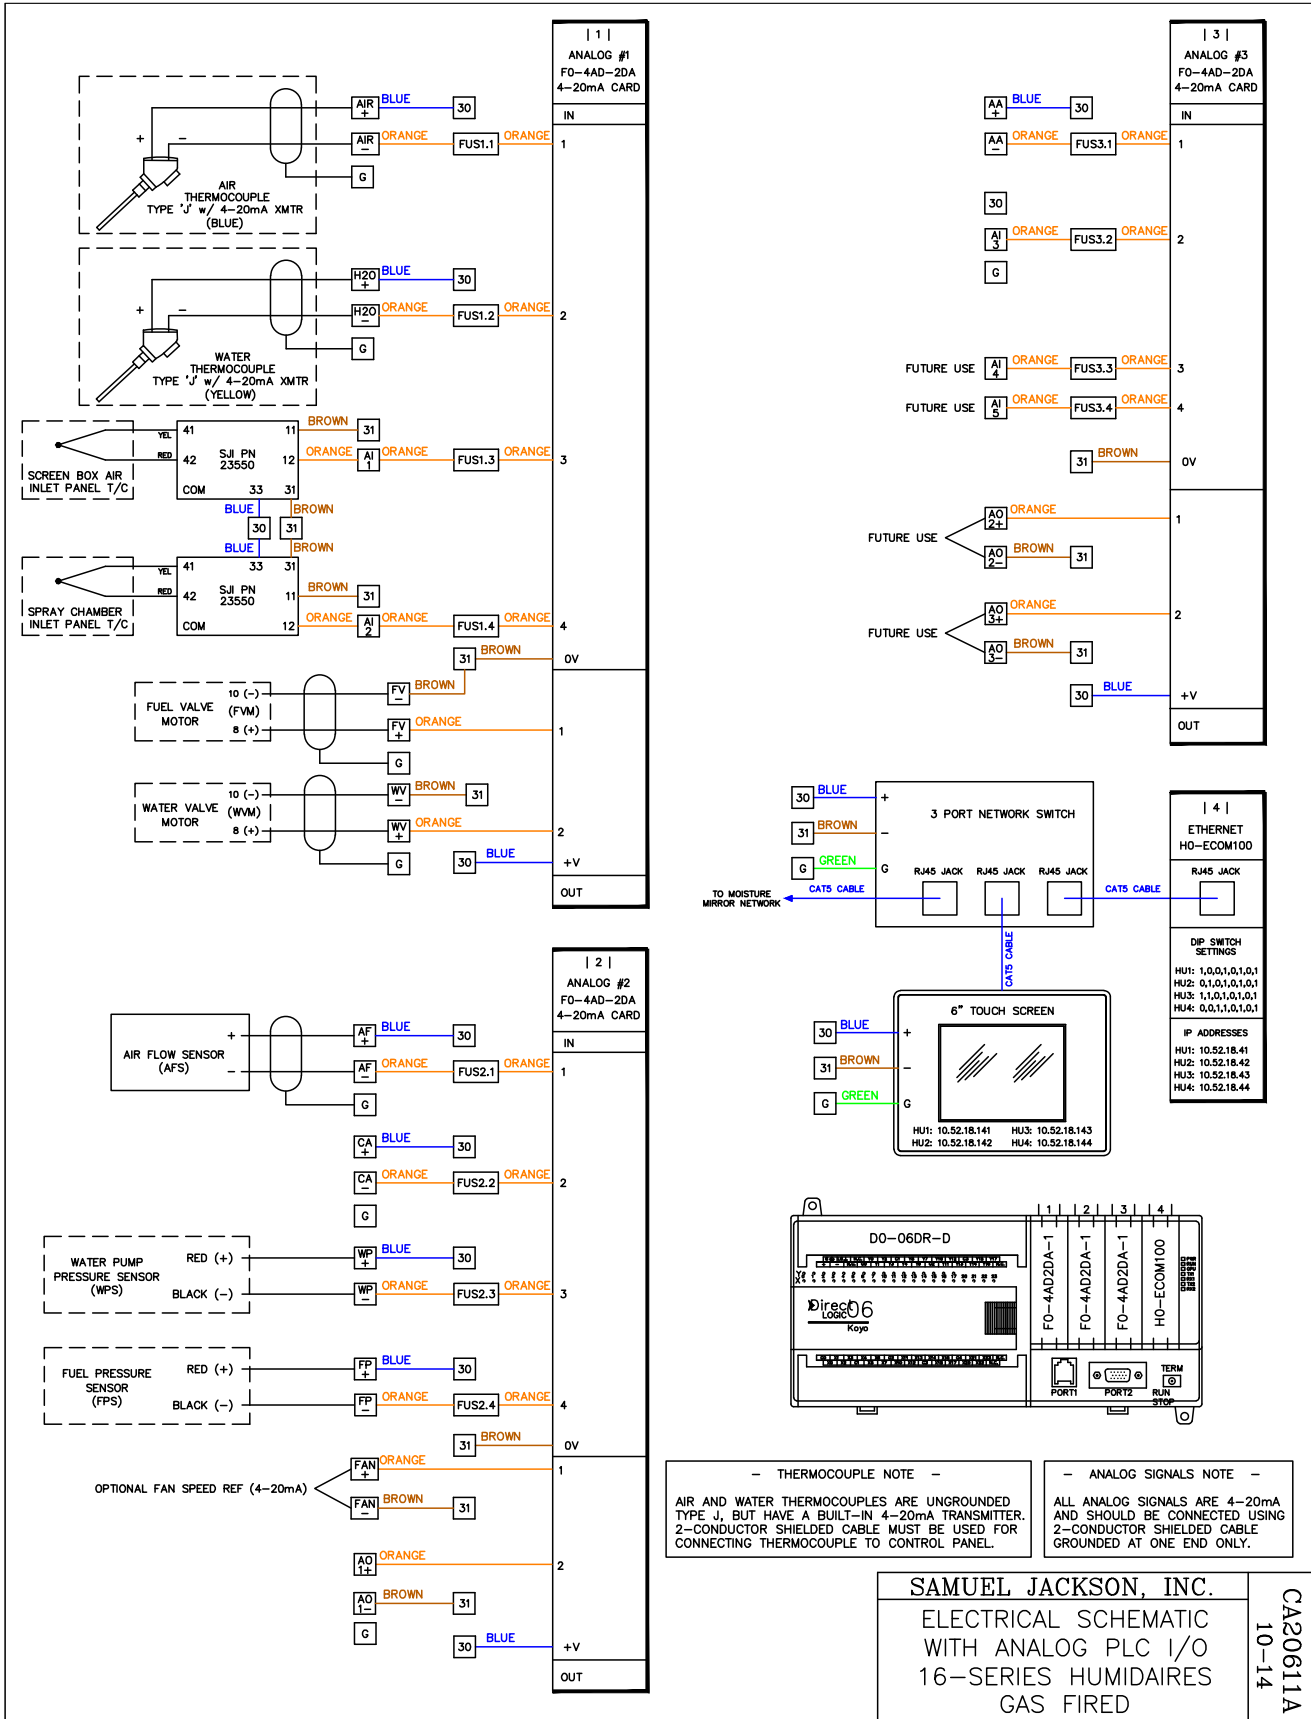 | 1 |
ANALOG #1
F0-4AD-2DA
4-20mA CARD
IN
AIR +
BLUE
30
AIR -
ORANGE
FUS1.1
ORANGE
1
G
+
-
AIR
THERMOCOUPLE
TYPE 'J' w/ 4-20mA XMTR
(BLUE)
H2O +
BLUE
30
H2O -
ORANGE
FUS1.2
ORANGE
2
G
+
-
WATER
THERMOCOUPLE
TYPE 'J' w/ 4-20mA XMTR
(YELLOW)
SCREEN BOX AIR
INLET PANEL T/C
YEL
RED
41
42
COM
SJI PN
23550
11
12
33
31
BROWN
31
ORANGE
AI 1
ORANGE
FUS1.3
ORANGE
3
BLUE
BROWN
30
31
BLUE
BROWN
SPRAY CHAMBER
INLET PANEL T/C
YEL
RED
41
42
COM
33
31
SJI PN
23550
11
12
BROWN
31
ORANGE
AI 2
ORANGE
FUS1.4
ORANGE
4
31
BROWN
0V
FUEL VALVE
MOTOR
10 (-)
(FVM)
8 (+)
FV -
BROWN
FV +
ORANGE
1
G
WATER VALVE
MOTOR
10 (-)
(WVM)
8 (+)
WV -
BROWN
31
WV +
ORANGE
2
G
30
BLUE
+V
OUT
| 2 |
ANALOG #2
F0-4AD-2DA
4-20mA CARD
IN
AIR FLOW SENSOR
(AFS)
+
-
AF +
BLUE
30
AF -
ORANGE
FUS2.1
ORANGE
1
G
CA +
BLUE
30
CA -
ORANGE
FUS2.2
ORANGE
2
G
WATER PUMP
PRESSURE SENSOR
(WPS)
RED (+)
BLACK (-)
WP +
BLUE
30
WP -
ORANGE
FUS2.3
ORANGE
3
FUEL PRESSURE
SENSOR
(FPS)
RED (+)
BLACK (-)
FP +
BLUE
30
FP -
ORANGE
FUS2.4
ORANGE
4
31
BROWN
0V
OPTIONAL FAN SPEED REF (4-20mA)
FAN +
ORANGE
1
FAN -
BROWN
31
AO 1+
ORANGE
2
AO 1-
BROWN
31
G
30
BLUE
+V
OUT
| 3 |
ANALOG #3
F0-4AD-2DA
4-20mA CARD
IN
AA +
BLUE
30
AA -
ORANGE
FUS3.1
ORANGE
1
30
AI 3
ORANGE
FUS3.2
ORANGE
2
G
FUTURE USE
AI 4
ORANGE
FUS3.3
ORANGE
3
FUTURE USE
AI 5
ORANGE
FUS3.4
ORANGE
4
31
BROWN
0V
FUTURE USE
AO 2+
ORANGE
1
AO 2-
BROWN
31
FUTURE USE
AO 3+
ORANGE
2
AO 3-
BROWN
31
30
BLUE
+V
OUT
30
BLUE
+
31
BROWN
-
G
GREEN
G
3 PORT NETWORK SWITCH
RJ45 JACK
RJ45 JACK
RJ45 JACK
TO MOISTURE
MIRROR NETWORK
CAT5 CABLE
CAT5 CABLE
CAT5 CABLE
| 4 |
ETHERNET
H0-ECOM100
RJ45 JACK
DIP SWITCH
SETTINGS
HU1: 1,0,0,1,0,1,0,1
HU2: 0,1,0,1,0,1,0,1
HU3: 1,1,0,1,0,1,0,1
HU4: 0,0,1,1,0,1,0,1
IP ADDRESSES
HU1: 10.52.18.41
HU2: 10.52.18.42
HU3: 10.52.18.43
HU4: 10.52.18.44
6" TOUCH SCREEN
30
BLUE
+
31
BROWN
-
G
GREEN
G
HU1: 10.52.18.141
HU3: 10.52.18.143
HU2: 10.52.18.142
HU4: 10.52.18.144
D0-06DR-D
Direct
LOGIC
06
Koyo
| 1 |
| 2 |
| 3 |
| 4 |
F0-4AD2DA-1
F0-4AD2DA-1
F0-4AD2DA-1
H0-ECOM100
PORT1
PORT2
TERM
RUN
STOP
- THERMOCOUPLE NOTE -
AIR AND WATER THERMOCOUPLES ARE UNGROUNDED
TYPE J, BUT HAVE A BUILT-IN 4-20mA TRANSMITTER.
2-CONDUCTOR SHIELDED CABLE MUST BE USED FOR
CONNECTING THERMOCOUPLE TO CONTROL PANEL.
- ANALOG SIGNALS NOTE -
ALL ANALOG SIGNALS ARE 4-20mA
AND SHOULD BE CONNECTED USING
2-CONDUCTOR SHIELDED CABLE
GROUNDED AT ONE END ONLY.
SAMUEL JACKSON, INC.
ELECTRICAL SCHEMATIC
WITH ANALOG PLC I/O
16-SERIES HUMIDAIRES
GAS FIRED
CA20611A
10-14